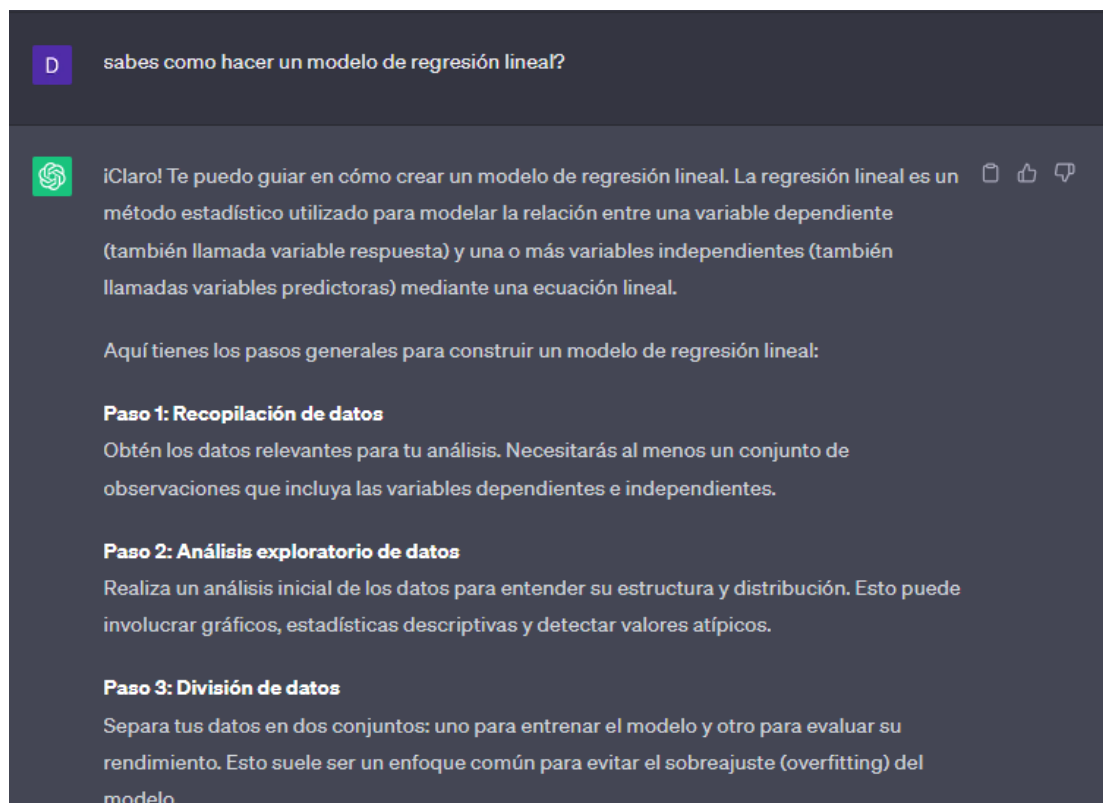 D
sabes como hacer un modelo de regresión lineal?
¡Claro! Te puedo guiar en cómo crear un modelo de regresión lineal. La regresión lineal es un
método estadístico utilizado para modelar la relación entre una variable dependiente
(también llamada variable respuesta) y una o más variables independientes (también
llamadas variables predictoras) mediante una ecuación lineal.
Aquí tienes los pasos generales para construir un modelo de regresión lineal:
Paso 1: Recopilación de datos
Obtén los datos relevantes para tu análisis. Necesitarás al menos un conjunto de
observaciones que incluya las variables dependientes e independientes.
Paso 2: Análisis exploratorio de datos
Realiza un análisis inicial de los datos para entender su estructura y distribución. Esto puede
involucrar gráficos, estadísticas descriptivas y detectar valores atípicos.
Paso 3: División de datos
Separa tus datos en dos conjuntos: uno para entrenar el modelo y otro para evaluar su
rendimiento. Esto suele ser un enfoque común para evitar el sobreajuste (overfitting) del
modelo.